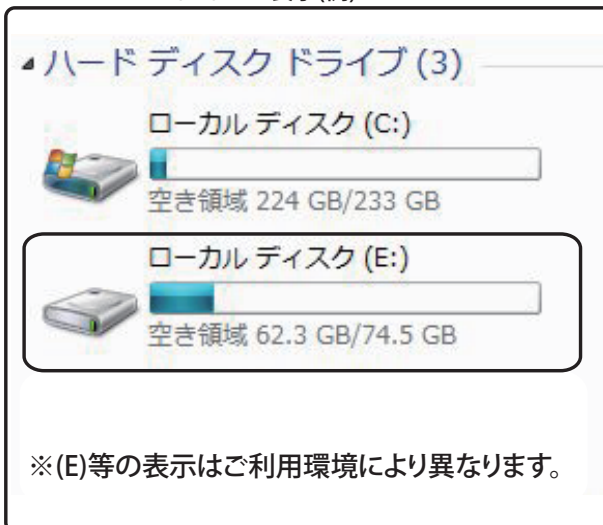 ハード ディスク ドライブ (3)
ローカル ディスク (C:)
空き領域 224 GB/233 GB
ローカル ディスク (E:)
空き領域 62.3 GB/74.5 GB
※(E)等の表示はご利用環境により異なります。